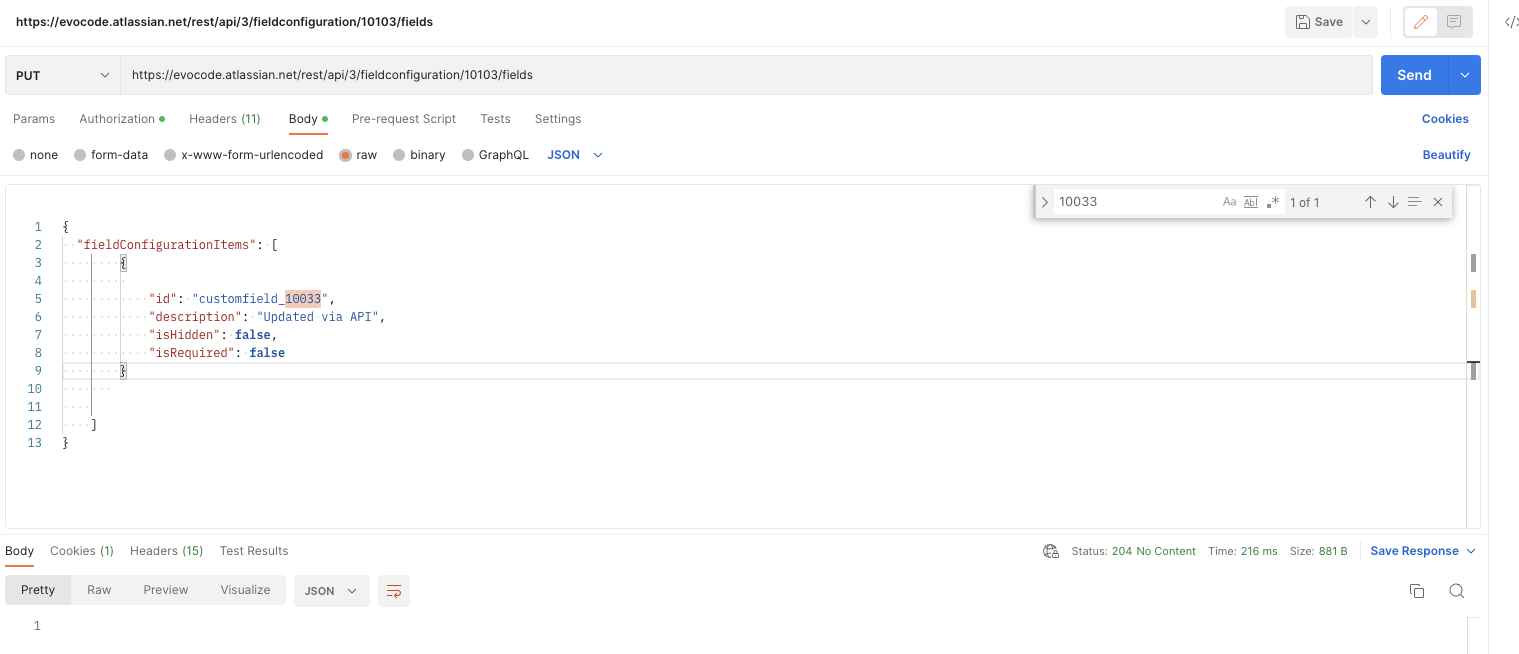 https://evocode.atlassian.net/rest/api/3/fieldconfiguration/10103/fields
Save
PUT
https://evocode.atlassian.net/rest/api/3/fieldconfiguration/10103/fields
Send
Params Authorization Headers (11) Body Pre-request Script Tests Settings Cookies
none form-data x-www-form-urlencoded raw binary GraphQL JSON Beautify
10033 Aa Abl .* 1 of 1
1 {
2 "fieldConfigurationItems": [
3 {
4
5 "id": "customfield_10033",
6 "description": "Updated via API",
7 "isHidden": false,
8 "isRequired": false
9 }
10
11
12 ]
13 }
Body Cookies (1) Headers (15) Test Results Status: 204 No Content Time: 216 ms Size: 881 B Save Response
Pretty Raw Preview Visualize JSON
1